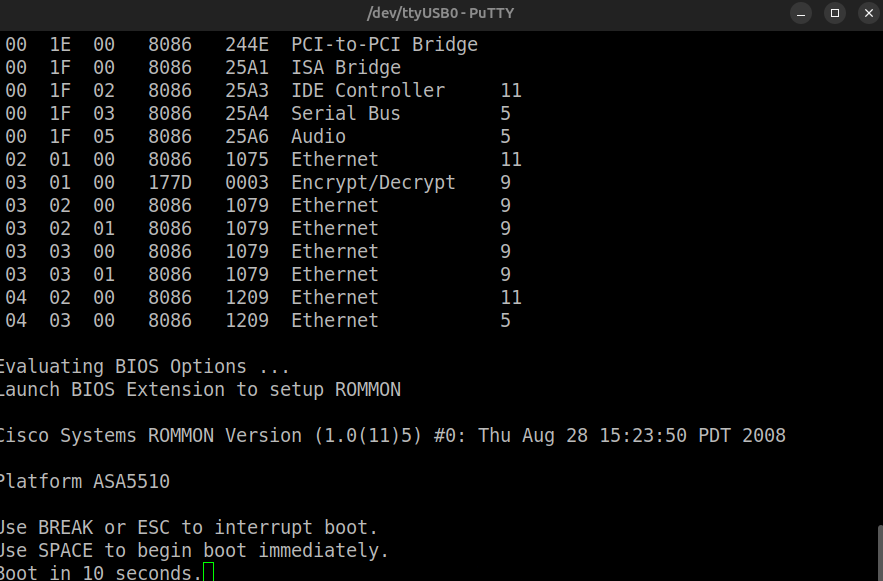 /dev/ttyUSB0 - PuTTY
00 1E 00 8086 244E PCI-to-PCI Bridge
00 1F 00 8086 25A1 ISA Bridge
00 1F 02 8086 25A3 IDE Controller 11
00 1F 03 8086 25A4 Serial Bus 5
00 1F 05 8086 25A6 Audio 5
02 01 00 8086 1075 Ethernet 11
03 01 00 177D 0003 Encrypt/Decrypt 9
03 02 00 8086 1079 Ethernet 9
03 02 01 8086 1079 Ethernet 9
03 03 00 8086 1079 Ethernet 9
03 03 01 8086 1079 Ethernet 9
04 02 00 8086 1209 Ethernet 11
04 03 00 8086 1209 Ethernet 5
Evaluating BIOS Options ...
Launch BIOS Extension to setup ROMMON
Cisco Systems ROMMON Version (1.0(11)5) #0: Thu Aug 28 15:23:50 PDT 2008
Platform ASA5510
Use BREAK or ESC to interrupt boot.
Use SPACE to begin boot immediately.
Boot in 10 seconds.